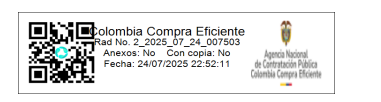 Colombia Compra Eficiente
Rad No. 2_2025_07_24_007503
Anexos: No Con copia: No
Fecha: 24/07/2025 22:52:11
Agencia Nacional
de Contratación Pública
Colombia Compra Eficiente